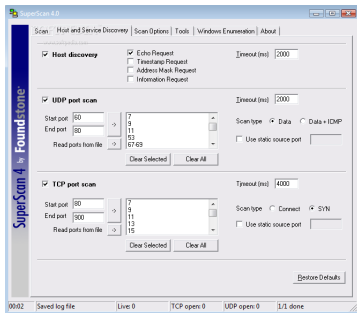 SuperScan 4.0
Scan Host and Service Discovery Scan Options Tools Windows Enumeration About
Host discovery
Echo Request
Timestamp Request
Address Mask Request
Information Request
Timeout (ms) 2000
UDP port scan
Timeout (ms) 2000
Start port 60
End port 80
Read ports from file ->
7
9
11
53
67-69
Clear Selected Clear All
Scan type Data Data + ICMP
Use static source port
TCP port scan
Timeout (ms) 4000
Start port 80
End port 900
Read ports from file ->
7
9
11
13
15
Clear Selected Clear All
Scan type Connect SYN
Use static source port
Restore Defaults
SuperScan 4 by Foundstone
00:02 Saved log file Live: 0 TCP open: 0 UDP open: 0 1/1 done